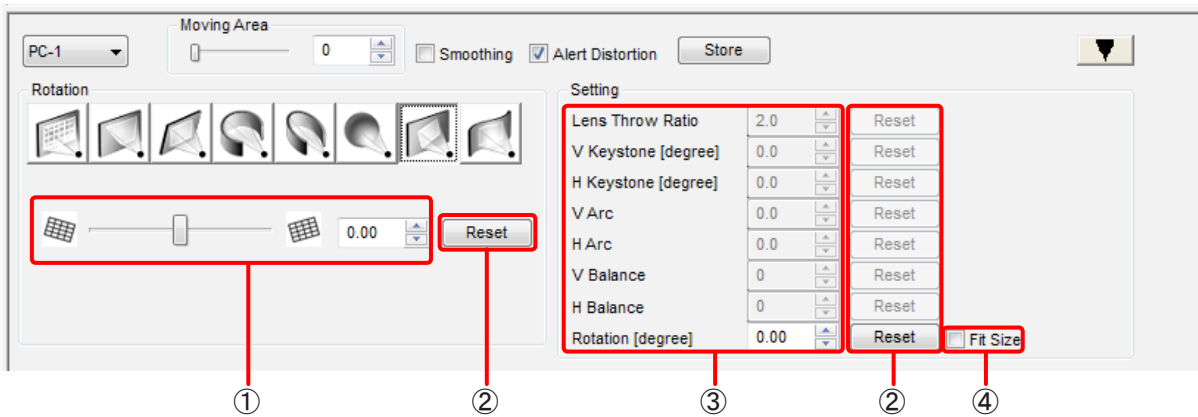 Moving Area
PC-1 0 Smoothing Alert Distortion Store
Rotation
Setting
Lens Throw Ratio 2.0 Reset
V Keystone [degree] 0.0 Reset
H Keystone [degree] 0.0 Reset
V Arc 0.0 Reset
0.00 Reset
H Arc 0.0 Reset
V Balance 0 Reset
H Balance 0 Reset
Rotation [degree] 0.00 Reset Fit Size
① ② ③ ② ④